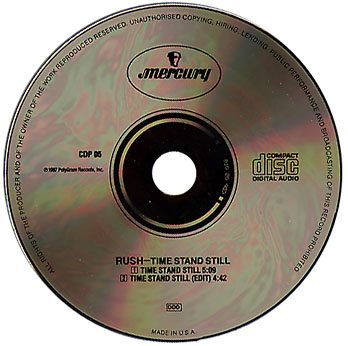 ALL RIGHTS OF THE PRODUCER AND OF THE OWNER OF THE WORK REPRODUCED RESERVED. UNAUTHORISED COPYING, HIRING, LENDING, PUBLIC PERFORMANCE AND BROADCASTING OF THIS RECORD PROHIBITED
mercury
CDP 05
℗ 1987 PolyGram Records, Inc.
COMPACT
disc
DIGITAL AUDIO
RUSH—TIME STAND STILL
1 TIME STAND STILL 5:09
2 TIME STAND STILL (EDIT) 4:42
DDD
MADE IN U.S.A.